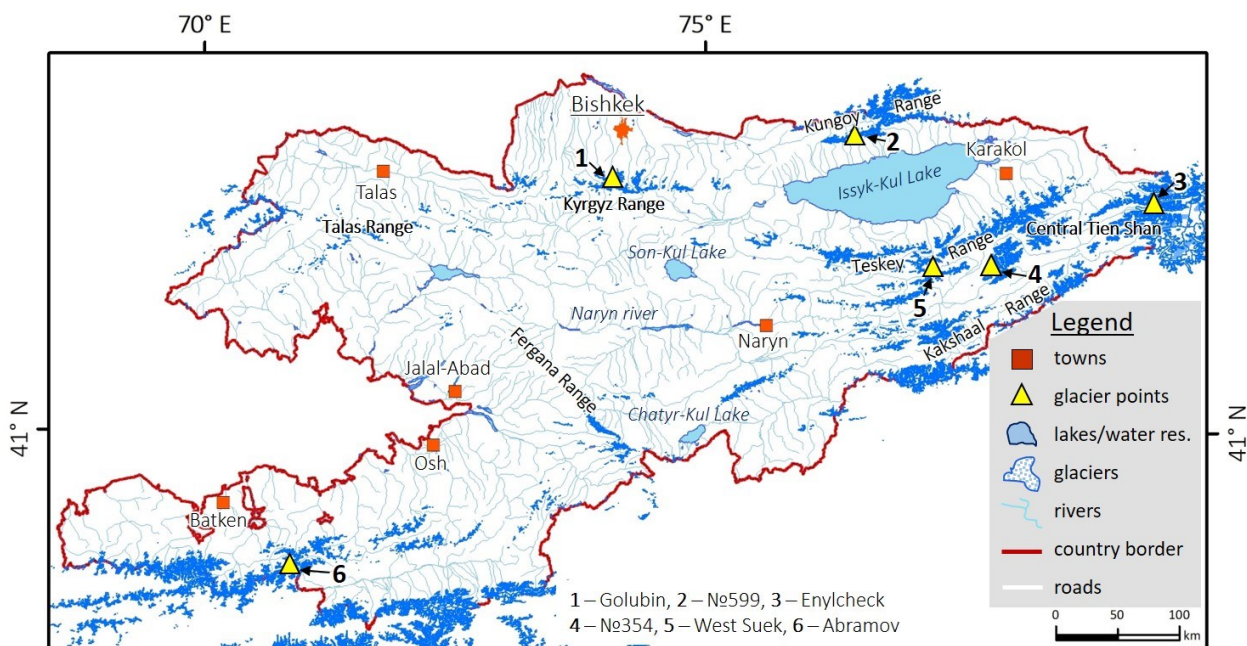 70° E
75° E
Bishkek
Kungoy Range
2
Karakol
1
Talas
Issyk-Kul Lake
3
Kyrgyz Range
Talas Range
Central Tien Shan
Son-Kul Lake
Teskey Range
4
5
Kakshaal Range
Naryn river
Naryn
Fergana Range
Jalal-Abad
Chatyr-Kul Lake
41° N
41° N
Osh
Batken
6
Legend
towns
glacier points
lakes/water res.
glaciers
rivers
country border
roads
0 50 100
km
1 – Golubin, 2 – №599, 3 – Enylcheck
4 – №354, 5 – West Suek, 6 – Abramov